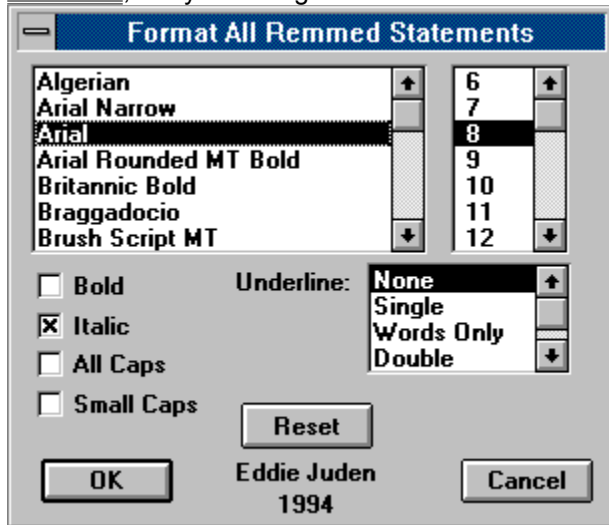 Format All Remmed Statements
Algerian
Arial Narrow
Arial
Arial Rounded MT Bold
Britannic Bold
Braggadocio
Brush Script MT
6
7
8
9
10
11
12
Bold
Italic
All Caps
Small Caps
Underline:
None
Single
Words Only
Double
Reset
OK
Eddie Juden
1994
Cancel